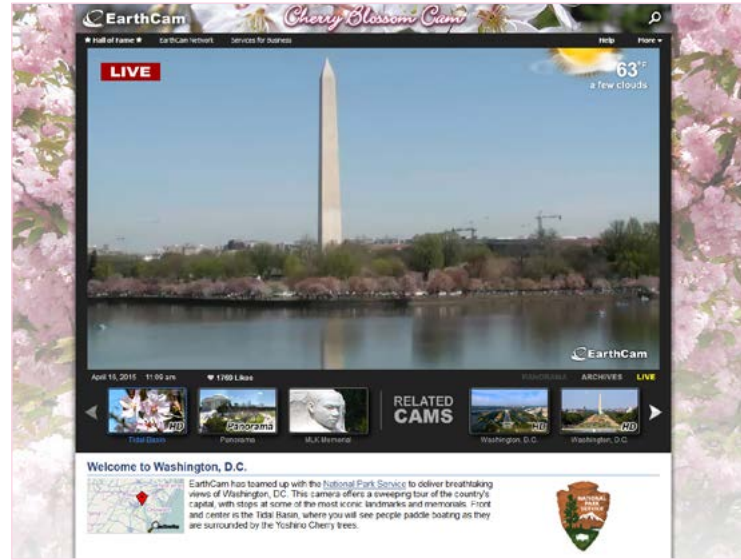 EarthCam
Cherry Blossom Cam
★ Hall of Fame ★ EarthCam Network Services for Business Help More
LIVE
63°F
a few clouds
EarthCam
2015 11:09 am 1769 Likes PANORAMA ARCHIVES LIVE
HD
Panorama
RELATED
CAMS
HD
HD
Tidal Basin Panorama MLK Memorial Washington, D.C. Washington, D.C.
Welcome to Washington, D.C.
EarthCam has teamed up with the National Park Service to deliver breathtaking
views of Washington, DC. This camera offers a sweeping tour of the country's
capital, with stops at some of the most iconic landmarks and memorials. Front
and center is the Tidal Basin, where you will see people paddle boating as they
are surrounded by the Yoshino Cherry trees.
NATIONAL
PARK
SERVICE